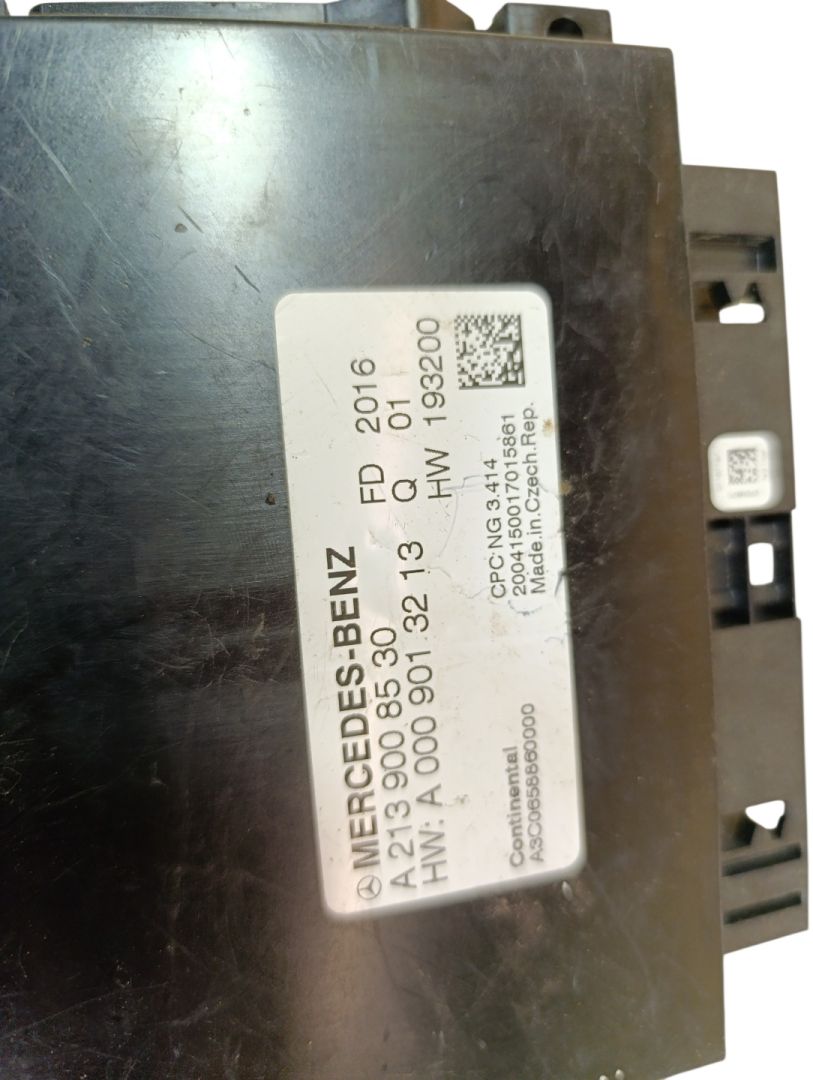 MERCEDES-BENZ FD 2016
A 213 900 85 30 Q 01
HW: A 000 901 32 13 HW 193200
CPC NG 3.414
Continental 2004150017015861
A3C0658860000 Made.in.Czech.Rep.